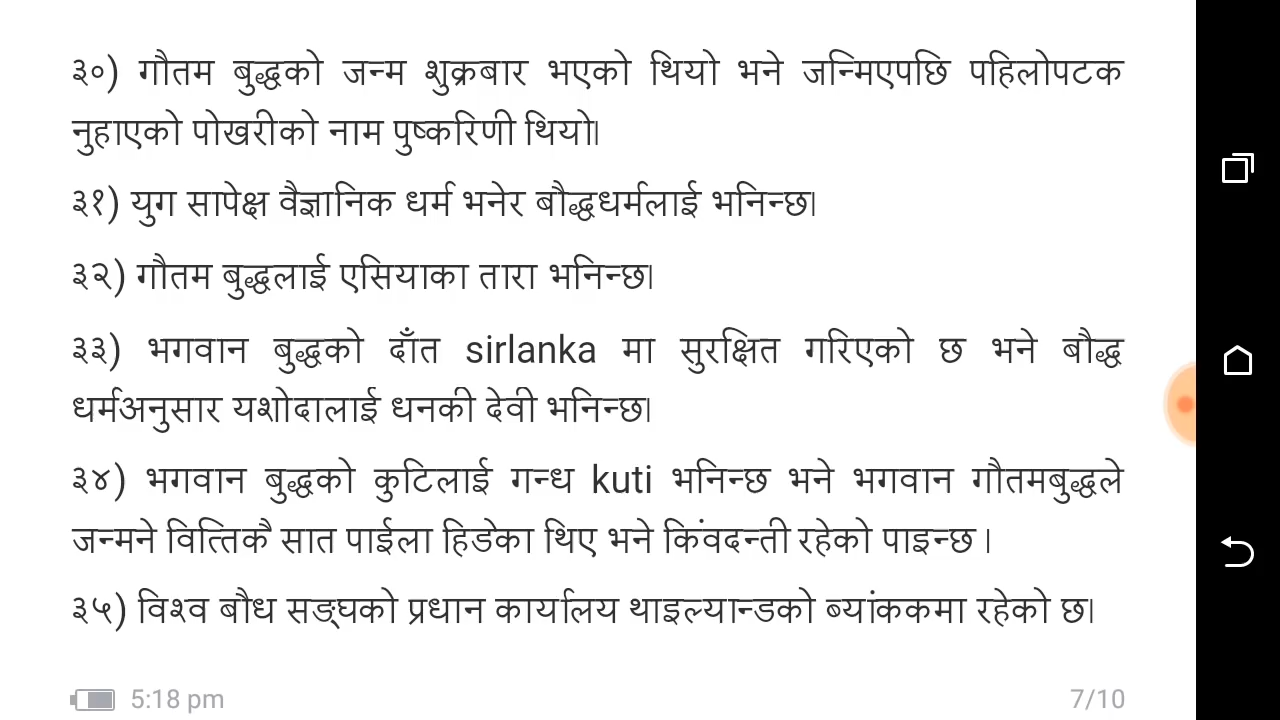 ३०) गौतम बुद्धको जन्म शुक्रबार भएको थियो भने जन्मिएपछि पहिलोपटक
नुहाएको पोखरीको नाम पुष्करिणी थियो।
३१) युग सापेक्ष वैज्ञानिक धर्म भनेर बौद्धधर्मलाई भनिन्छ।
३२) गौतम बुद्धलाई एसियाका तारा भनिन्छ।
३३) भगवान बुद्धको दाँत sirlanka मा सुरक्षित गरिएको छ भने बौद्ध
धर्मअनुसार यशोदालाई धनकी देवी भनिन्छ।
३४) भगवान बुद्धको कुटिलाई गन्ध kuti भनिन्छ भने भगवान गौतमबुद्धले
जन्मने वित्तिकै सात पाईला हिडेका थिए भने किंवदन्ती रहेको पाइन्छ ।
३५) विश्व बौध सङ्घको प्रधान कार्यालय थाइल्यान्डको ब्यांककमा रहेको छ।
5:18 pm 7/10